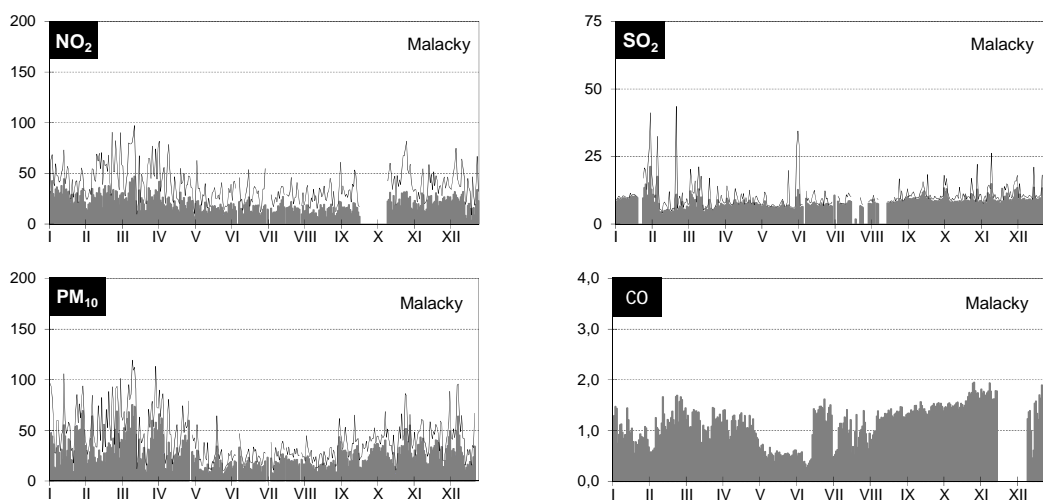 200
150
100
50
0
NO₂
Malacky
I II III IV V VI VII VIII IX X XI XII
75
50
25
0
SO₂
Malacky
I II III IV V VI VII VIII IX X XI XII
200
150
100
50
0
PM₁₀
Malacky
I II III IV V VI VII VIII IX X XI XII
4,0
3,0
2,0
1,0
0,0
CO
Malacky
I II III IV V VI VII VIII IX X XI XII